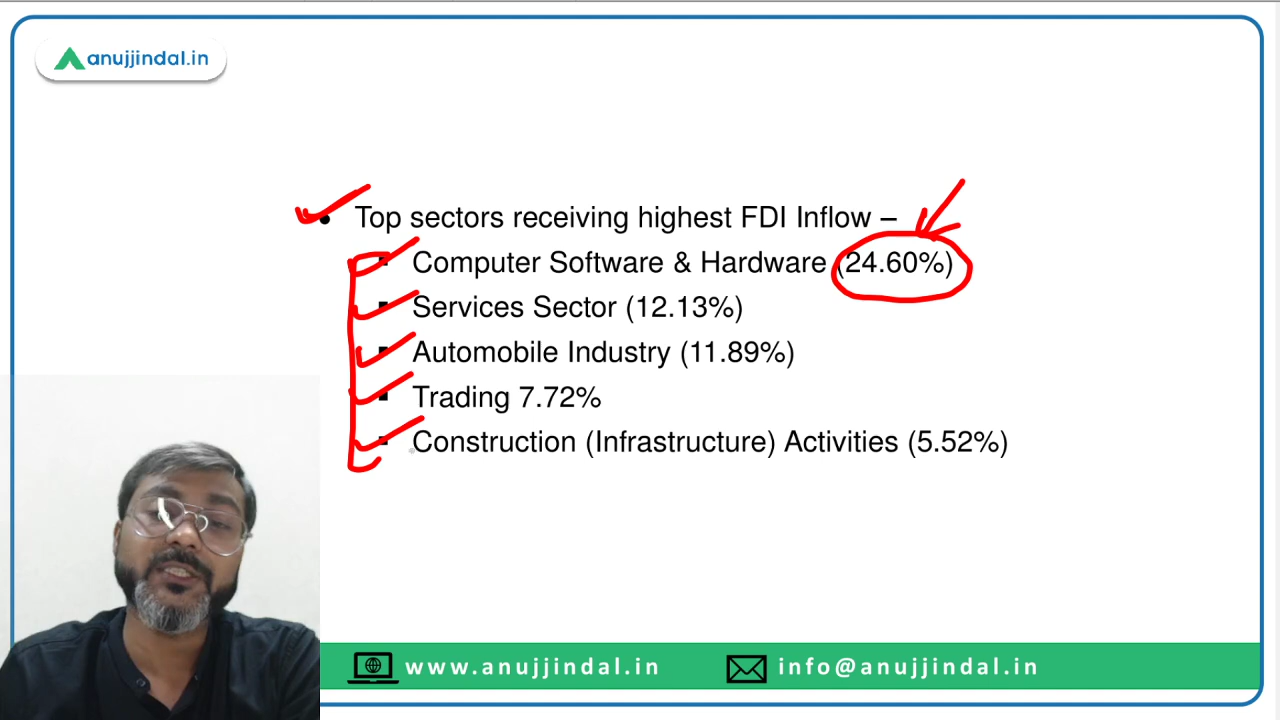 anujjindal.in
• Top sectors receiving highest FDI Inflow –
▪ Computer Software & Hardware (24.60%)
▪ Services Sector (12.13%)
▪ Automobile Industry (11.89%)
▪ Trading 7.72%
▪ Construction (Infrastructure) Activities (5.52%)
www.anujjindal.in info@anujjindal.in